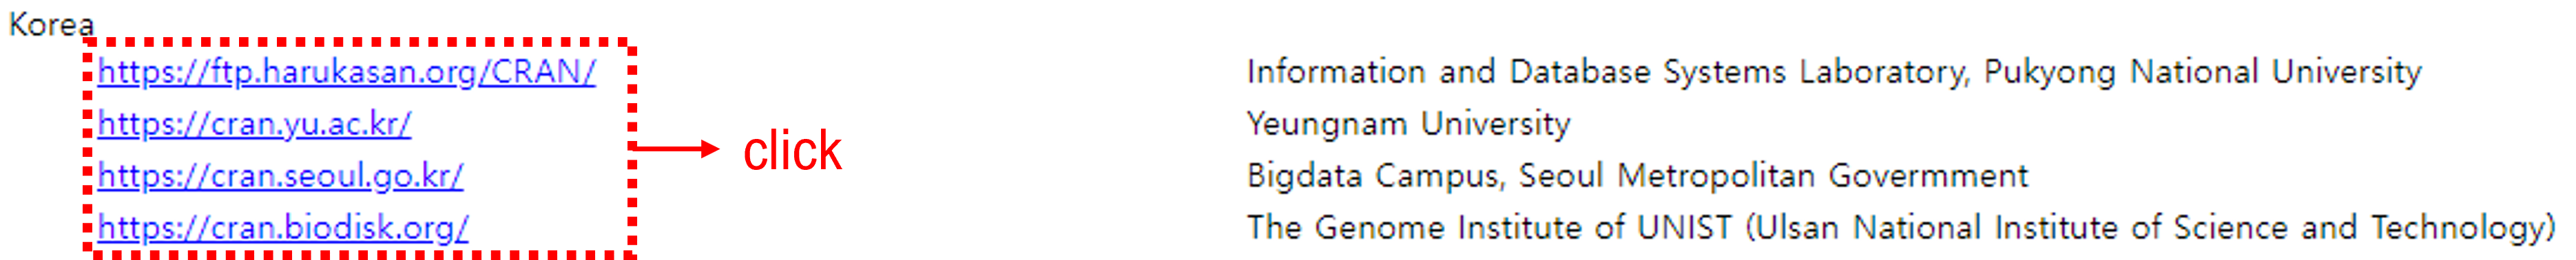 Korea
https://ftp.harukasan.org/CRAN/ Information and Database Systems Laboratory, Pukyong National University
https://cran.yu.ac.kr/ Yeungnam University
click
https://cran.seoul.go.kr/ Bigdata Campus, Seoul Metropolitan Govermment
https://cran.biodisk.org/ The Genome Institute of UNIST (Ulsan National Institute of Science and Technology)